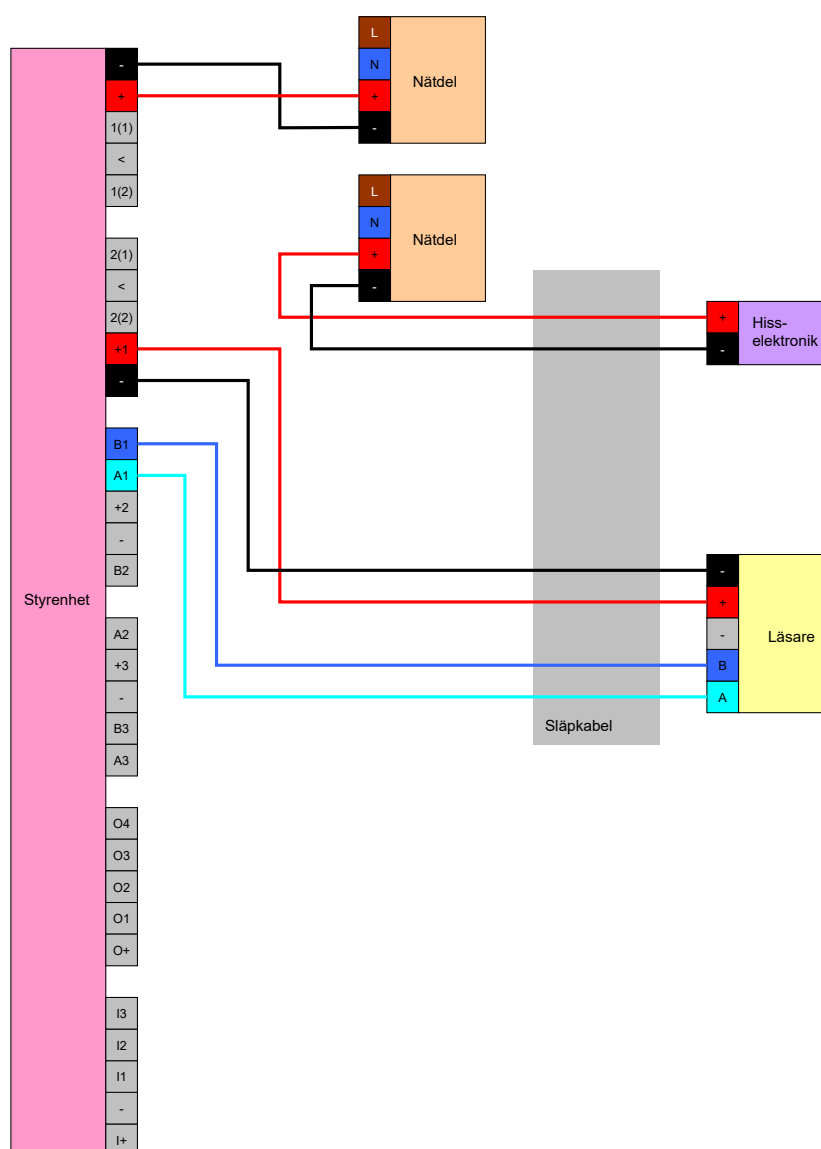 Styrenhet
-
+
1(1)
<
1(2)
2(1)
<
2(2)
+1
-
B1
A1
+2
-
B2
A2
+3
-
B3
A3
O4
O3
O2
O1
O+
I3
I2
I1
-
I+
L
N
+
-
Nätdel
L
N
+
-
Nätdel
Släpkabel
+
-
Hiss-
elektronik
-
+
-
B
A
Läsare